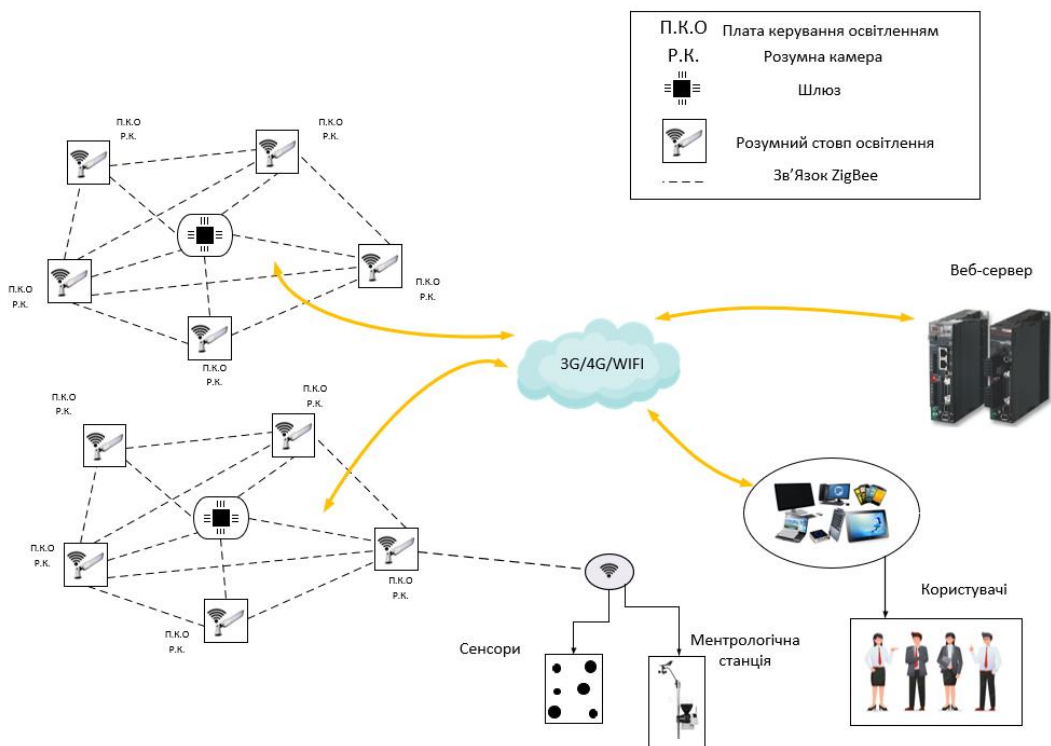 П.К.О Плата керування освітленням
Р.К. Розумна камера
Шлюз
Розумний стовп освітлення
Зв’Язок ZigBee
П.К.О
Р.К.
П.К.О
Р.К.
П.К.О
Р.К.
П.К.О
Р.К.
П.К.О
Р.К.
Веб-сервер
3G/4G/WIFI
П.К.О
Р.К.
П.К.О
Р.К.
П.К.О
Р.К.
П.К.О
Р.К.
П.К.О
Р.К.
Користувачі
Сенсори
Ментрологічна
станція